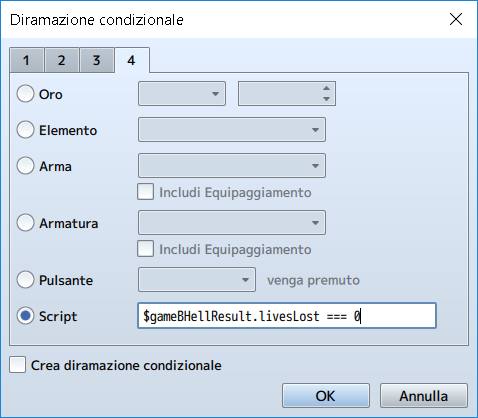 Diramazione condizionale
1 2 3 4
Oro
Elemento
Arma
Includi Equipaggiamento
Armatura
Includi Equipaggiamento
Pulsante venga premuto
Script $gameBHellResult.livesLost === 0
Crea diramazione condizionale
OK Annulla